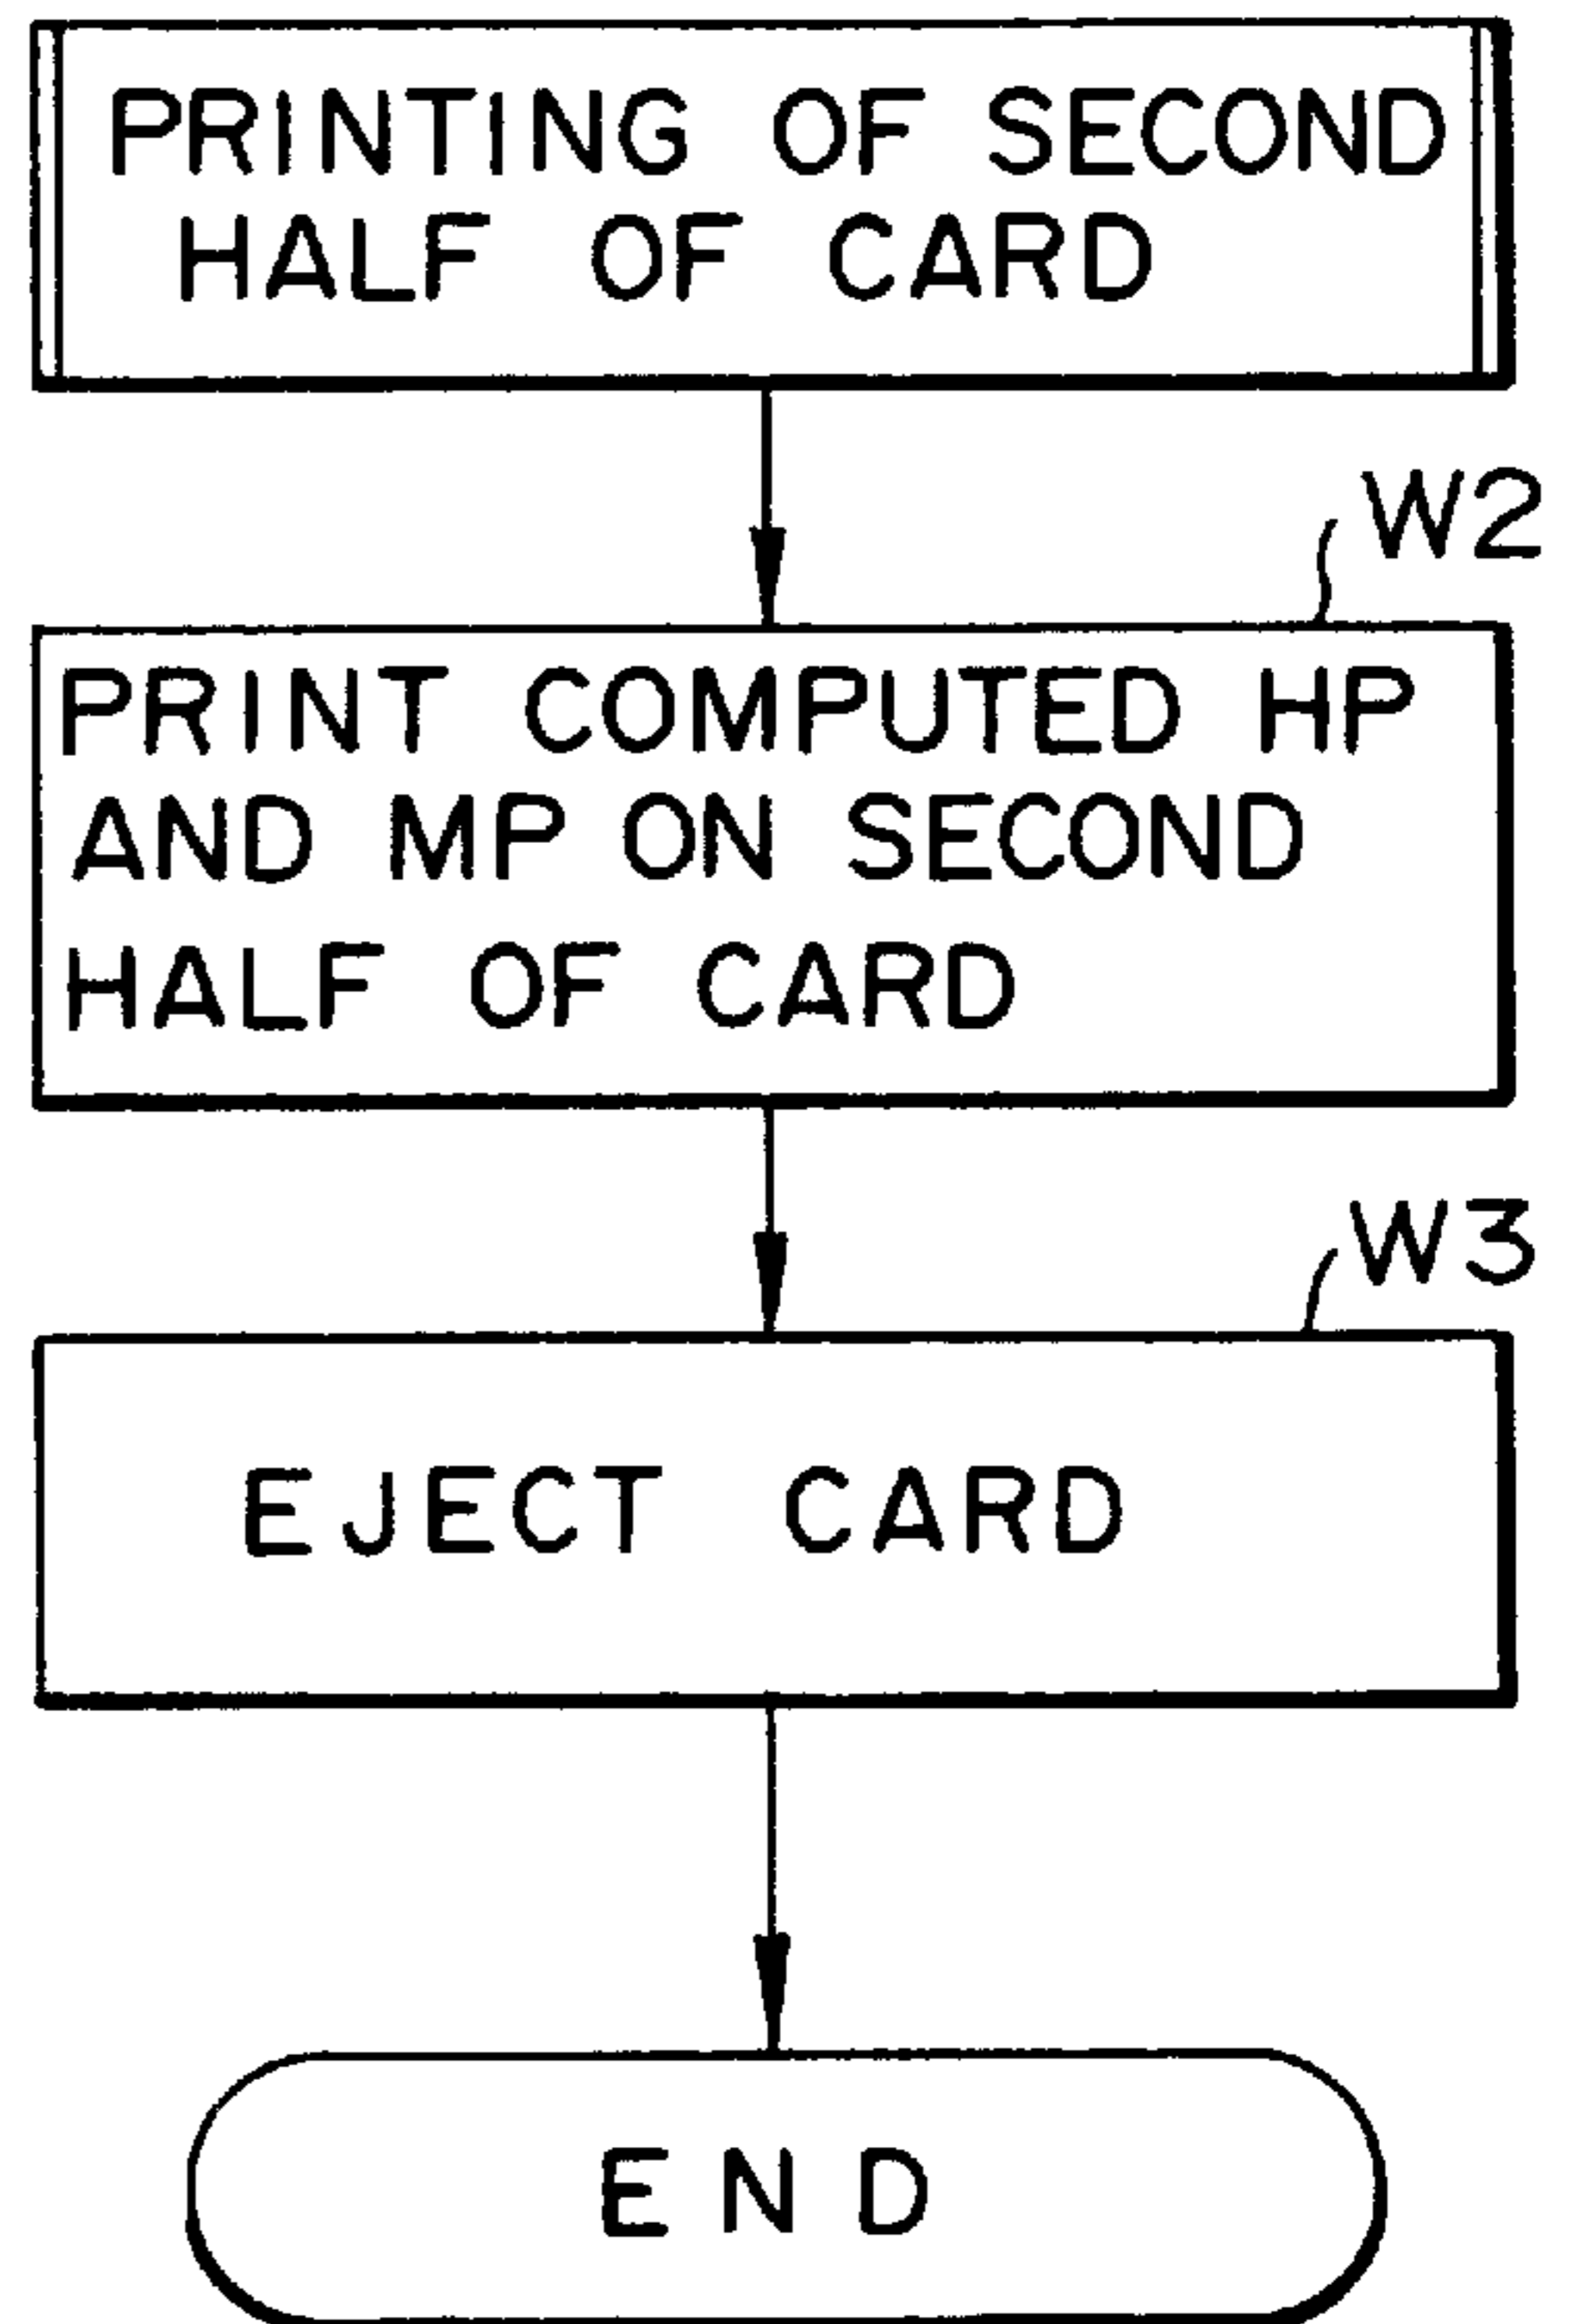 PRINTING OF SECOND
HALF OF CARD
W2
PRINT COMPUTED HP
AND MP ON SECOND
HALF OF CARD
W3
EJECT CARD
END